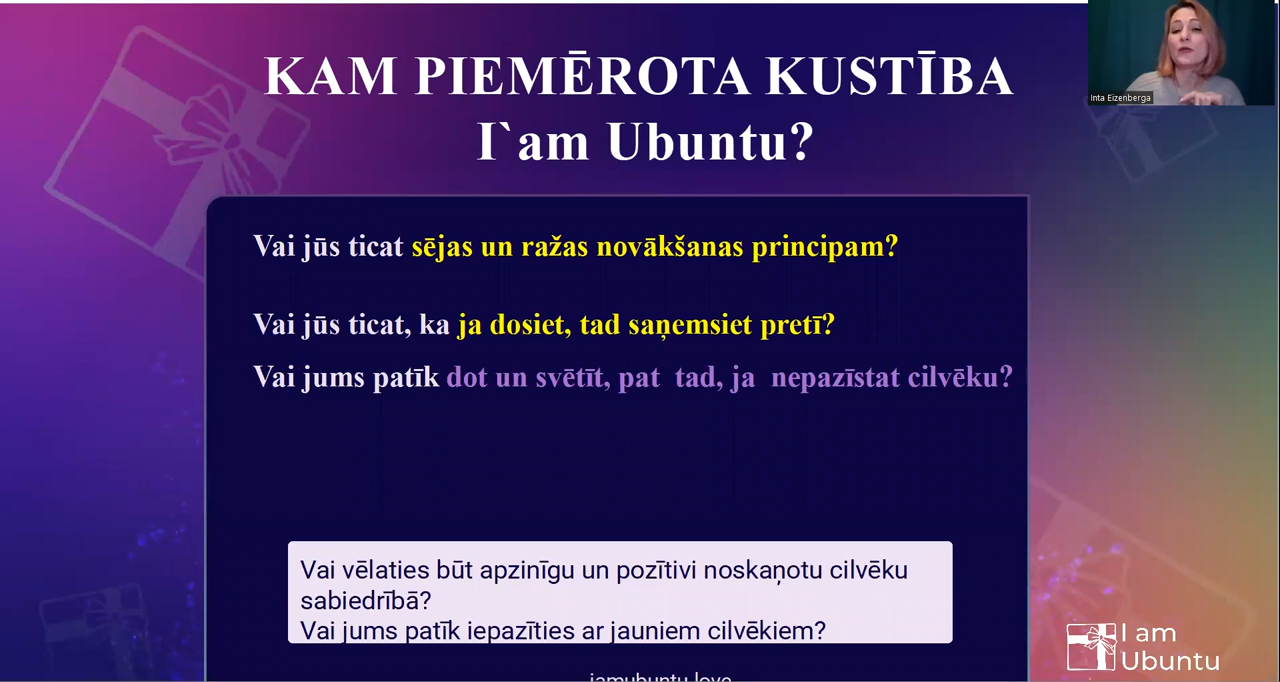 KAM PIEMĒROTA KUSTĪBA
I`am Ubuntu?
Inta Eizenberga
Vai jūs ticat sējas un ražas novākšanas principam?
Vai jūs ticat, ka ja dosiet, tad saņemsiet pretī?
Vai jums patīk dot un svētīt, pat tad, ja nepazīstat cilvēku?
Vai vēlaties būt apzinīgu un pozītivi noskaņotu cilvēku
sabiedrībā?
Vai jums patīk iepazīties ar jauniem cilvēkiem?
I am
Ubuntu
iamubuntu.love